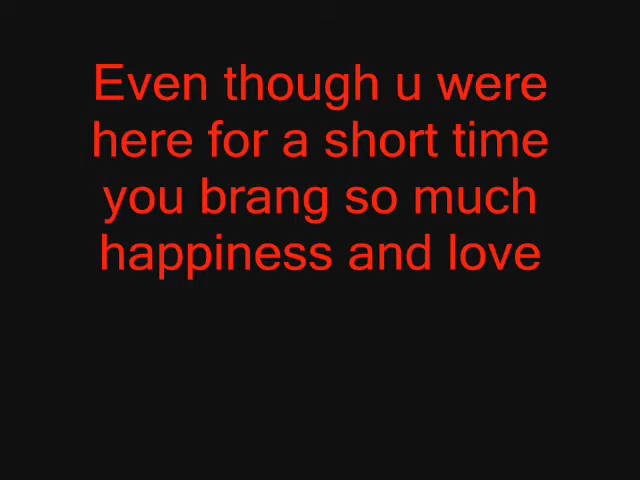 Even though u were
here for a short time
you brang so much
happiness and love